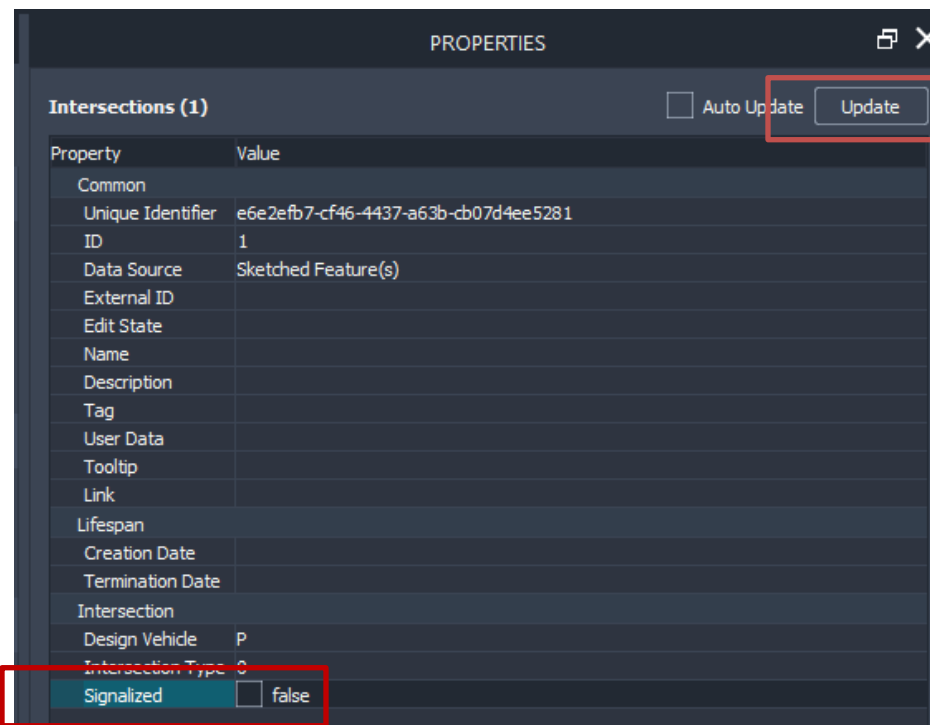 PROPERTIES
Intersections (1) Auto Update Update
Property Value
Common
Unique Identifier e6e2efb7-cf46-4437-a63b-cb07d4ee5281
ID 1
Data Source Sketched Feature(s)
External ID
Edit State
Name
Description
Tag
User Data
Tooltip
Link
Lifespan
Creation Date
Termination Date
Intersection
Design Vehicle P
Intersection Type 0
Signalized false